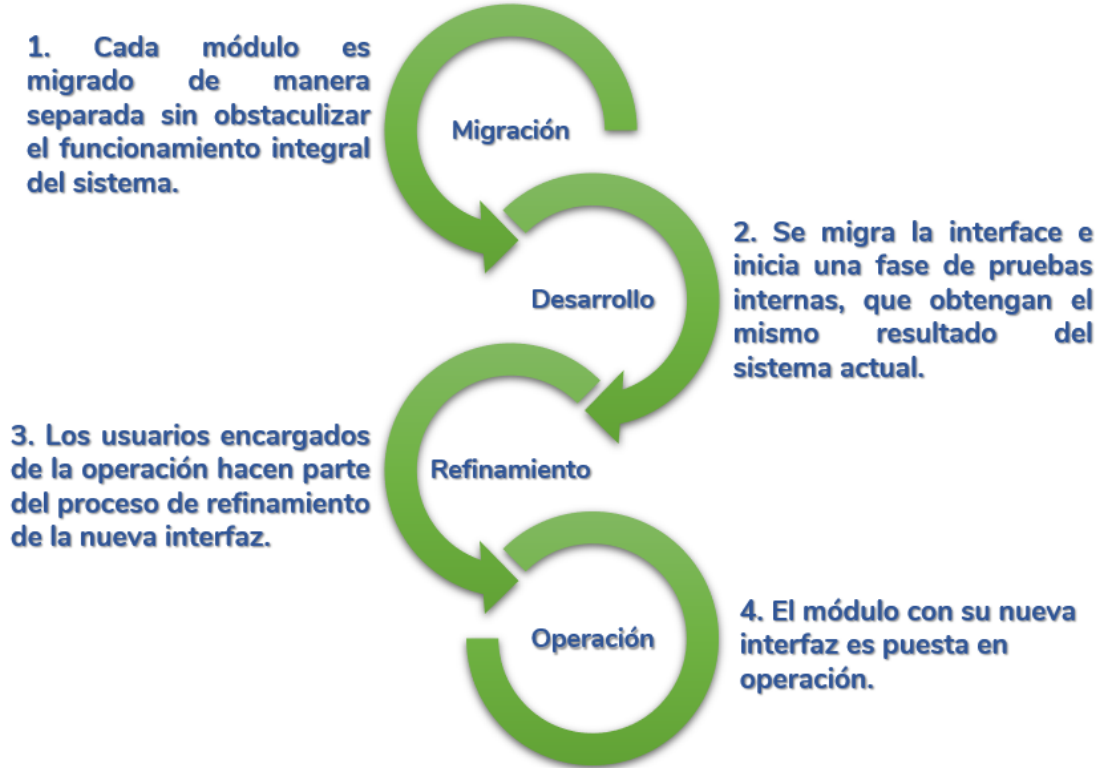 1. Cada módulo es
migrado de manera
separada sin obstaculizar
el funcionamiento integral
del sistema.
Migración
2. Se migra la interface e
inicia una fase de pruebas
internas, que obtengan el
mismo resultado del
sistema actual.
Desarrollo
3. Los usuarios encargados
de la operación hacen parte
del proceso de refinamiento
de la nueva interfaz.
Refinamiento
4. El módulo con su nueva
interfaz es puesta en
operación.
Operación